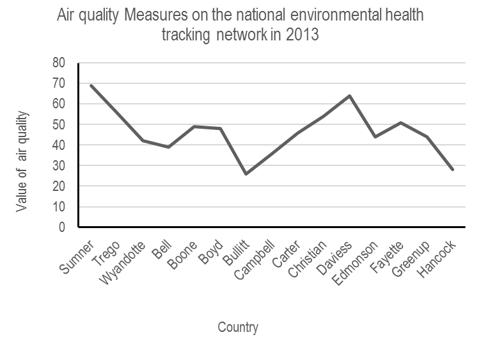 Air quality Measures on the national environmental health
tracking network in 2013
80
70
60
50
40
30
20
10
0
Value of air quality
Sumner
Trego
Wyandotte
Bell
Boone
Boyd
Bullitt
Campbell
Carter
Christian
Daviess
Edmonson
Fayette
Greenup
Hancock
Country